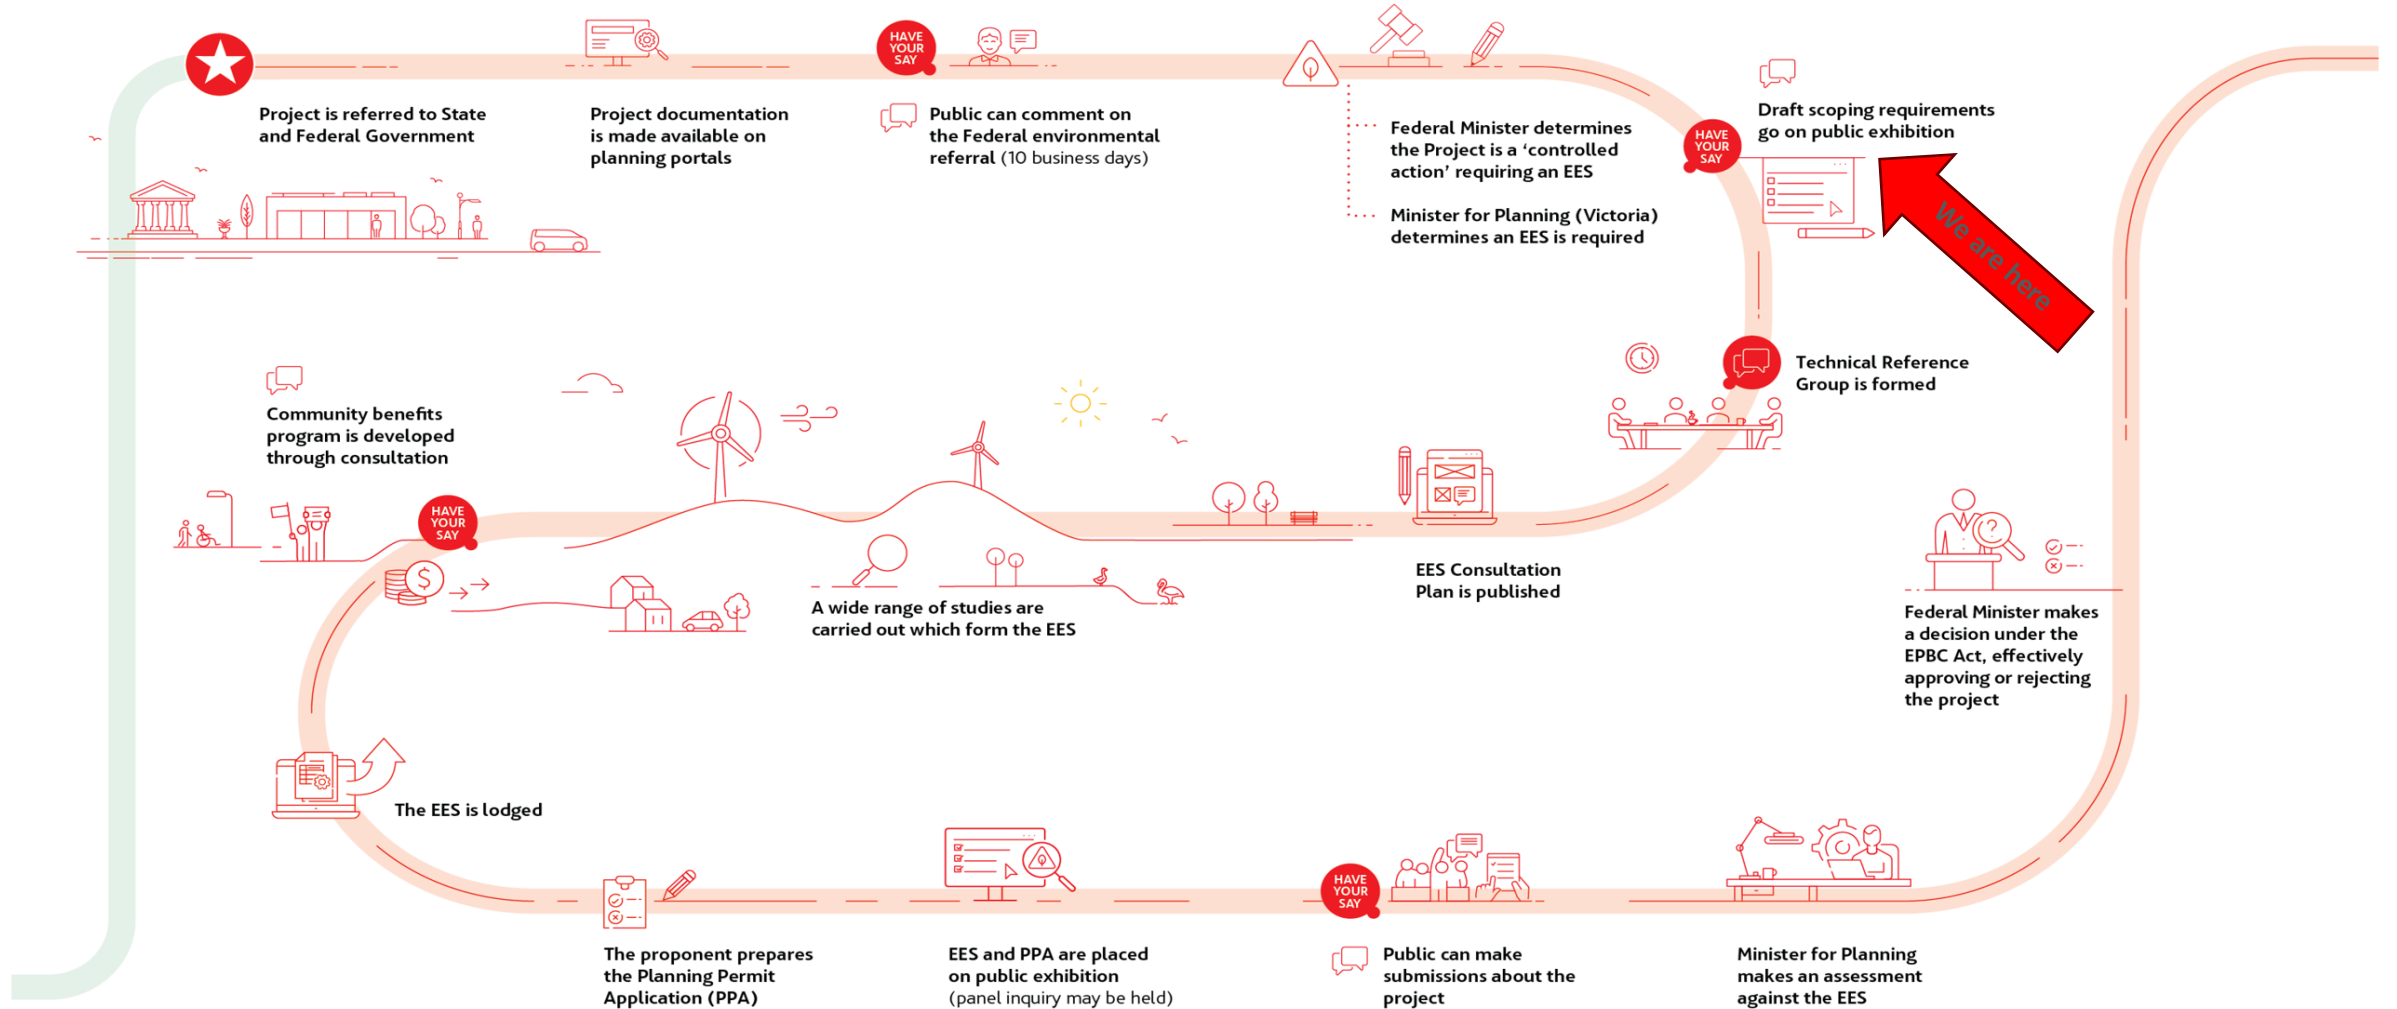 Project is referred to State
and Federal Government
Project documentation
is made available on
planning portals
HAVE
YOUR
SAY
Public can comment on
the Federal environmental
referral (10 business days)
Federal Minister determines
the Project is a ‘controlled
action’ requiring an EES
Minister for Planning (Victoria)
determines an EES is required
HAVE
YOUR
SAY
Draft scoping requirements
go on public exhibition
We are here
Technical Reference
Group is formed
EES Consultation
Plan is published
A wide range of studies are
carried out which form the EES
Community benefits
program is developed
through consultation
HAVE
YOUR
SAY
$
The EES is lodged
The proponent prepares
the Planning Permit
Application (PPA)
EES and PPA are placed
on public exhibition
(panel inquiry may be held)
HAVE
YOUR
SAY
Public can make
submissions about the
project
Minister for Planning
makes an assessment
against the EES
?
Federal Minister makes
a decision under the
EPBC Act, effectively
approving or rejecting
the project